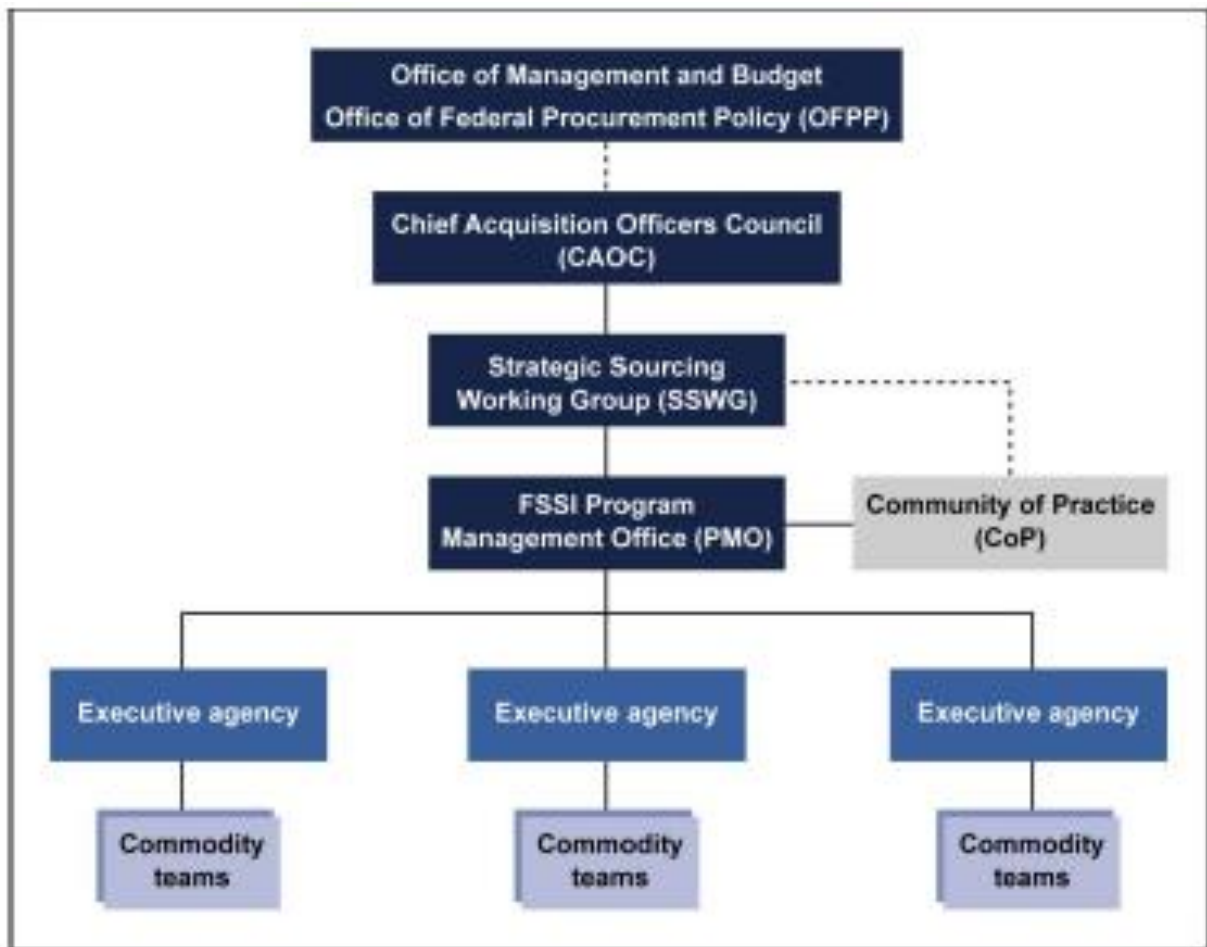 Office of Management and Budget
Office of Federal Procurement Policy (OFPP)
Chief Acquisition Officers Council
(CAOC)
Strategic Sourcing
Working Group (SSWG)
FSSI Program
Management Office (PMO)
Community of Practice
(CoP)
Executive agency
Executive agency
Executive agency
Commodity
teams
Commodity
teams
Commodity
teams